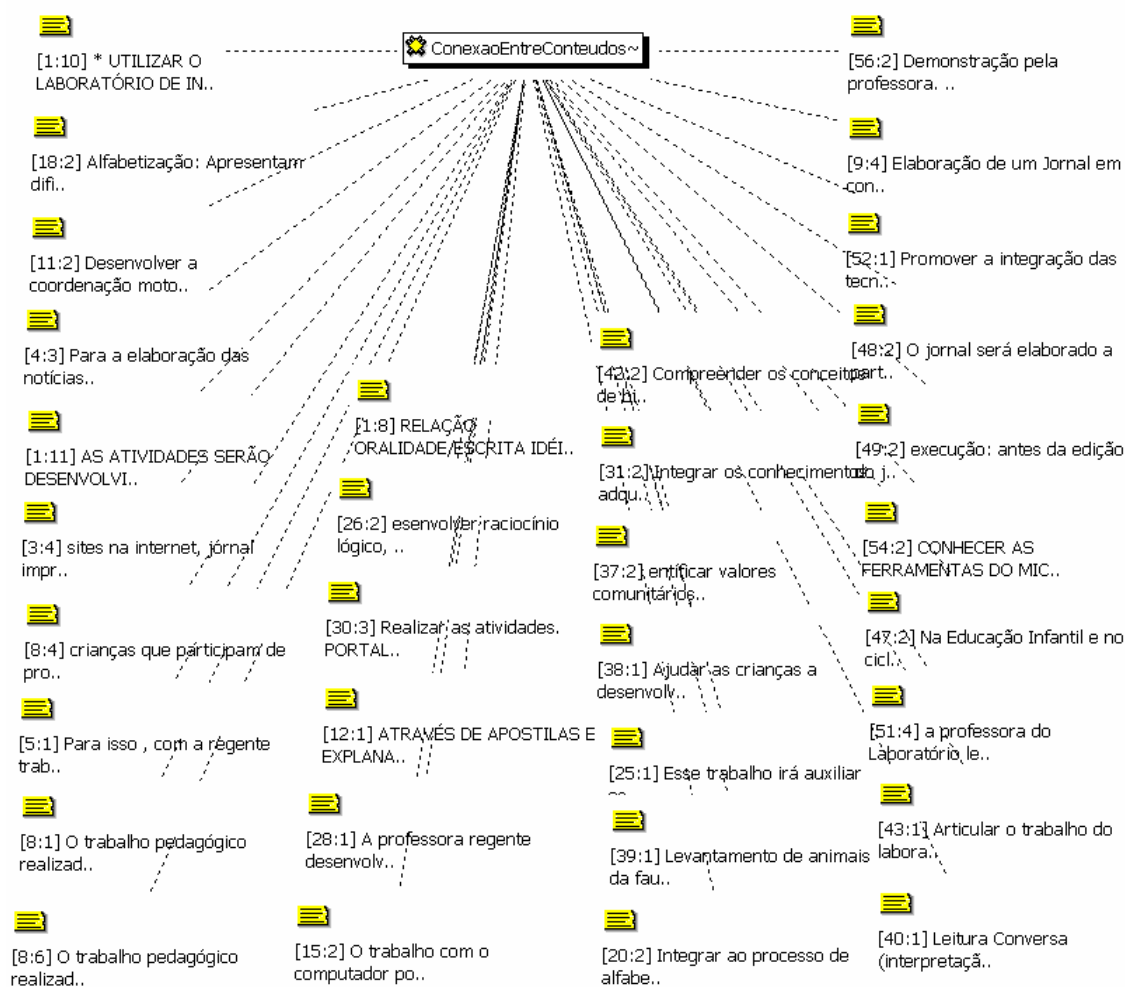 ConexaoEntreConteudos~
[1:10] * UTILIZAR O
LABORATÓRIO DE IN..
[18:2] Alfabetização: Apresentam
difi..
[11:2] Desenvolver a
coordenação moto..
[4:3] Para a elaboração das
notícias..
[1:11] AS ATIVIDADES SERÃO
DESENVOLVI..
[3:4] sites na internet, jornal
impr..
[8:4] crianças que participam de
pro..
[5:1] Para isso , com a regente
trab..
[8:1] O trabalho pedagógico
realizad..
[8:6] O trabalho pedagógico
realizad..
[1:8] RELAÇÃO
ORALIDADE/ESCRITA IDÉI..
[26:2] esenvolver raciocínio
lógico, ..
[30:3] Realizar as atividades.
PORTAL..
[12:1] ATRAVÉS DE APOSTILAS E
EXPLANA..
[28:1] A professora regente
desenvolv..
[15:2] O trabalho com o
computador po..
[42:2] Compreender os conceitos
de hi..
[31:2] Integrar os conhecimentos
adqu..
[37:2] entificar valores
comunitários..
[38:1] Ajudar as crianças a
desenvolv..
[25:1] Esse trabalho irá auxiliar
[39:1] Levantamento de animais
da fau..
[20:2] Integrar ao processo de
alfabe..
[56:2] Demonstração pela
professora. ..
[9:4] Elaboração de um Jornal em
con..
[52:1] Promover a integração das
tecn..
[48:2] O jornal será elaborado a
part..
[49:2] execução: antes da edição
do j..
[54:2] CONHECER AS
FERRAMENTAS DO MIC..
[47:2] Na Educação Infantil e no
cicl..
[51:4] a professora do
Laboratório le..
[43:1] Articular o trabalho do
labora..
[40:1] Leitura Conversa
(interpretaçã..